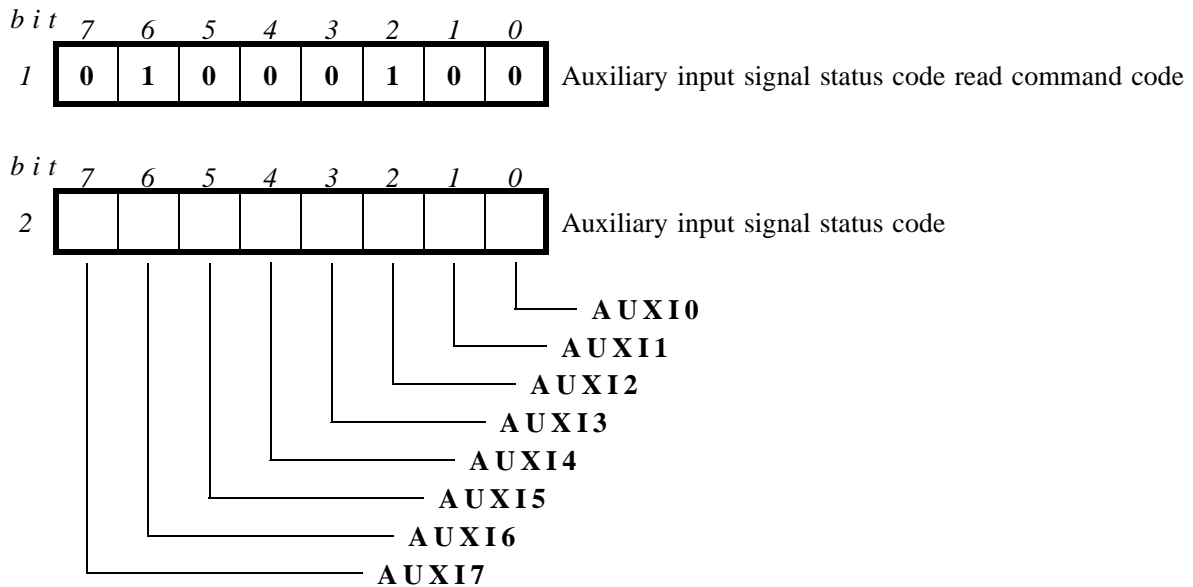 bit 7 6 5 4 3 2 1 0
1 0 1 0 0 0 1 0 0 Auxiliary input signal status code read command code
bit 7 6 5 4 3 2 1 0
2 Auxiliary input signal status code
AUXI0
AUXI1
AUXI2
AUXI3
AUXI4
AUXI5
AUXI6
AUXI7